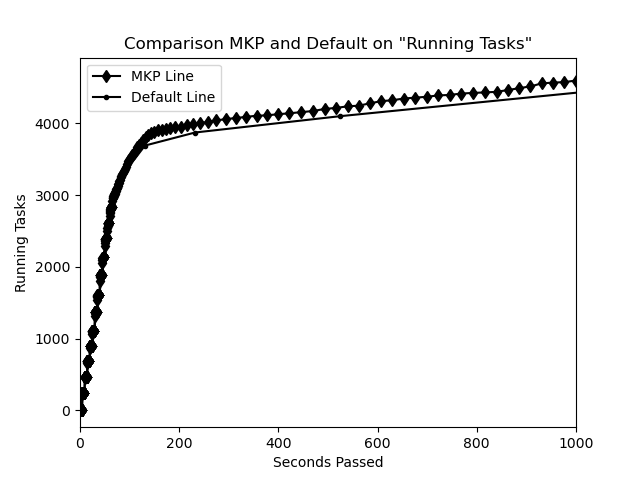 Comparison MKP and Default on "Running Tasks"
MKP Line
Default Line
4000
3000
2000
1000
0
Running Tasks
0 200 400 600 800 1000
Seconds Passed